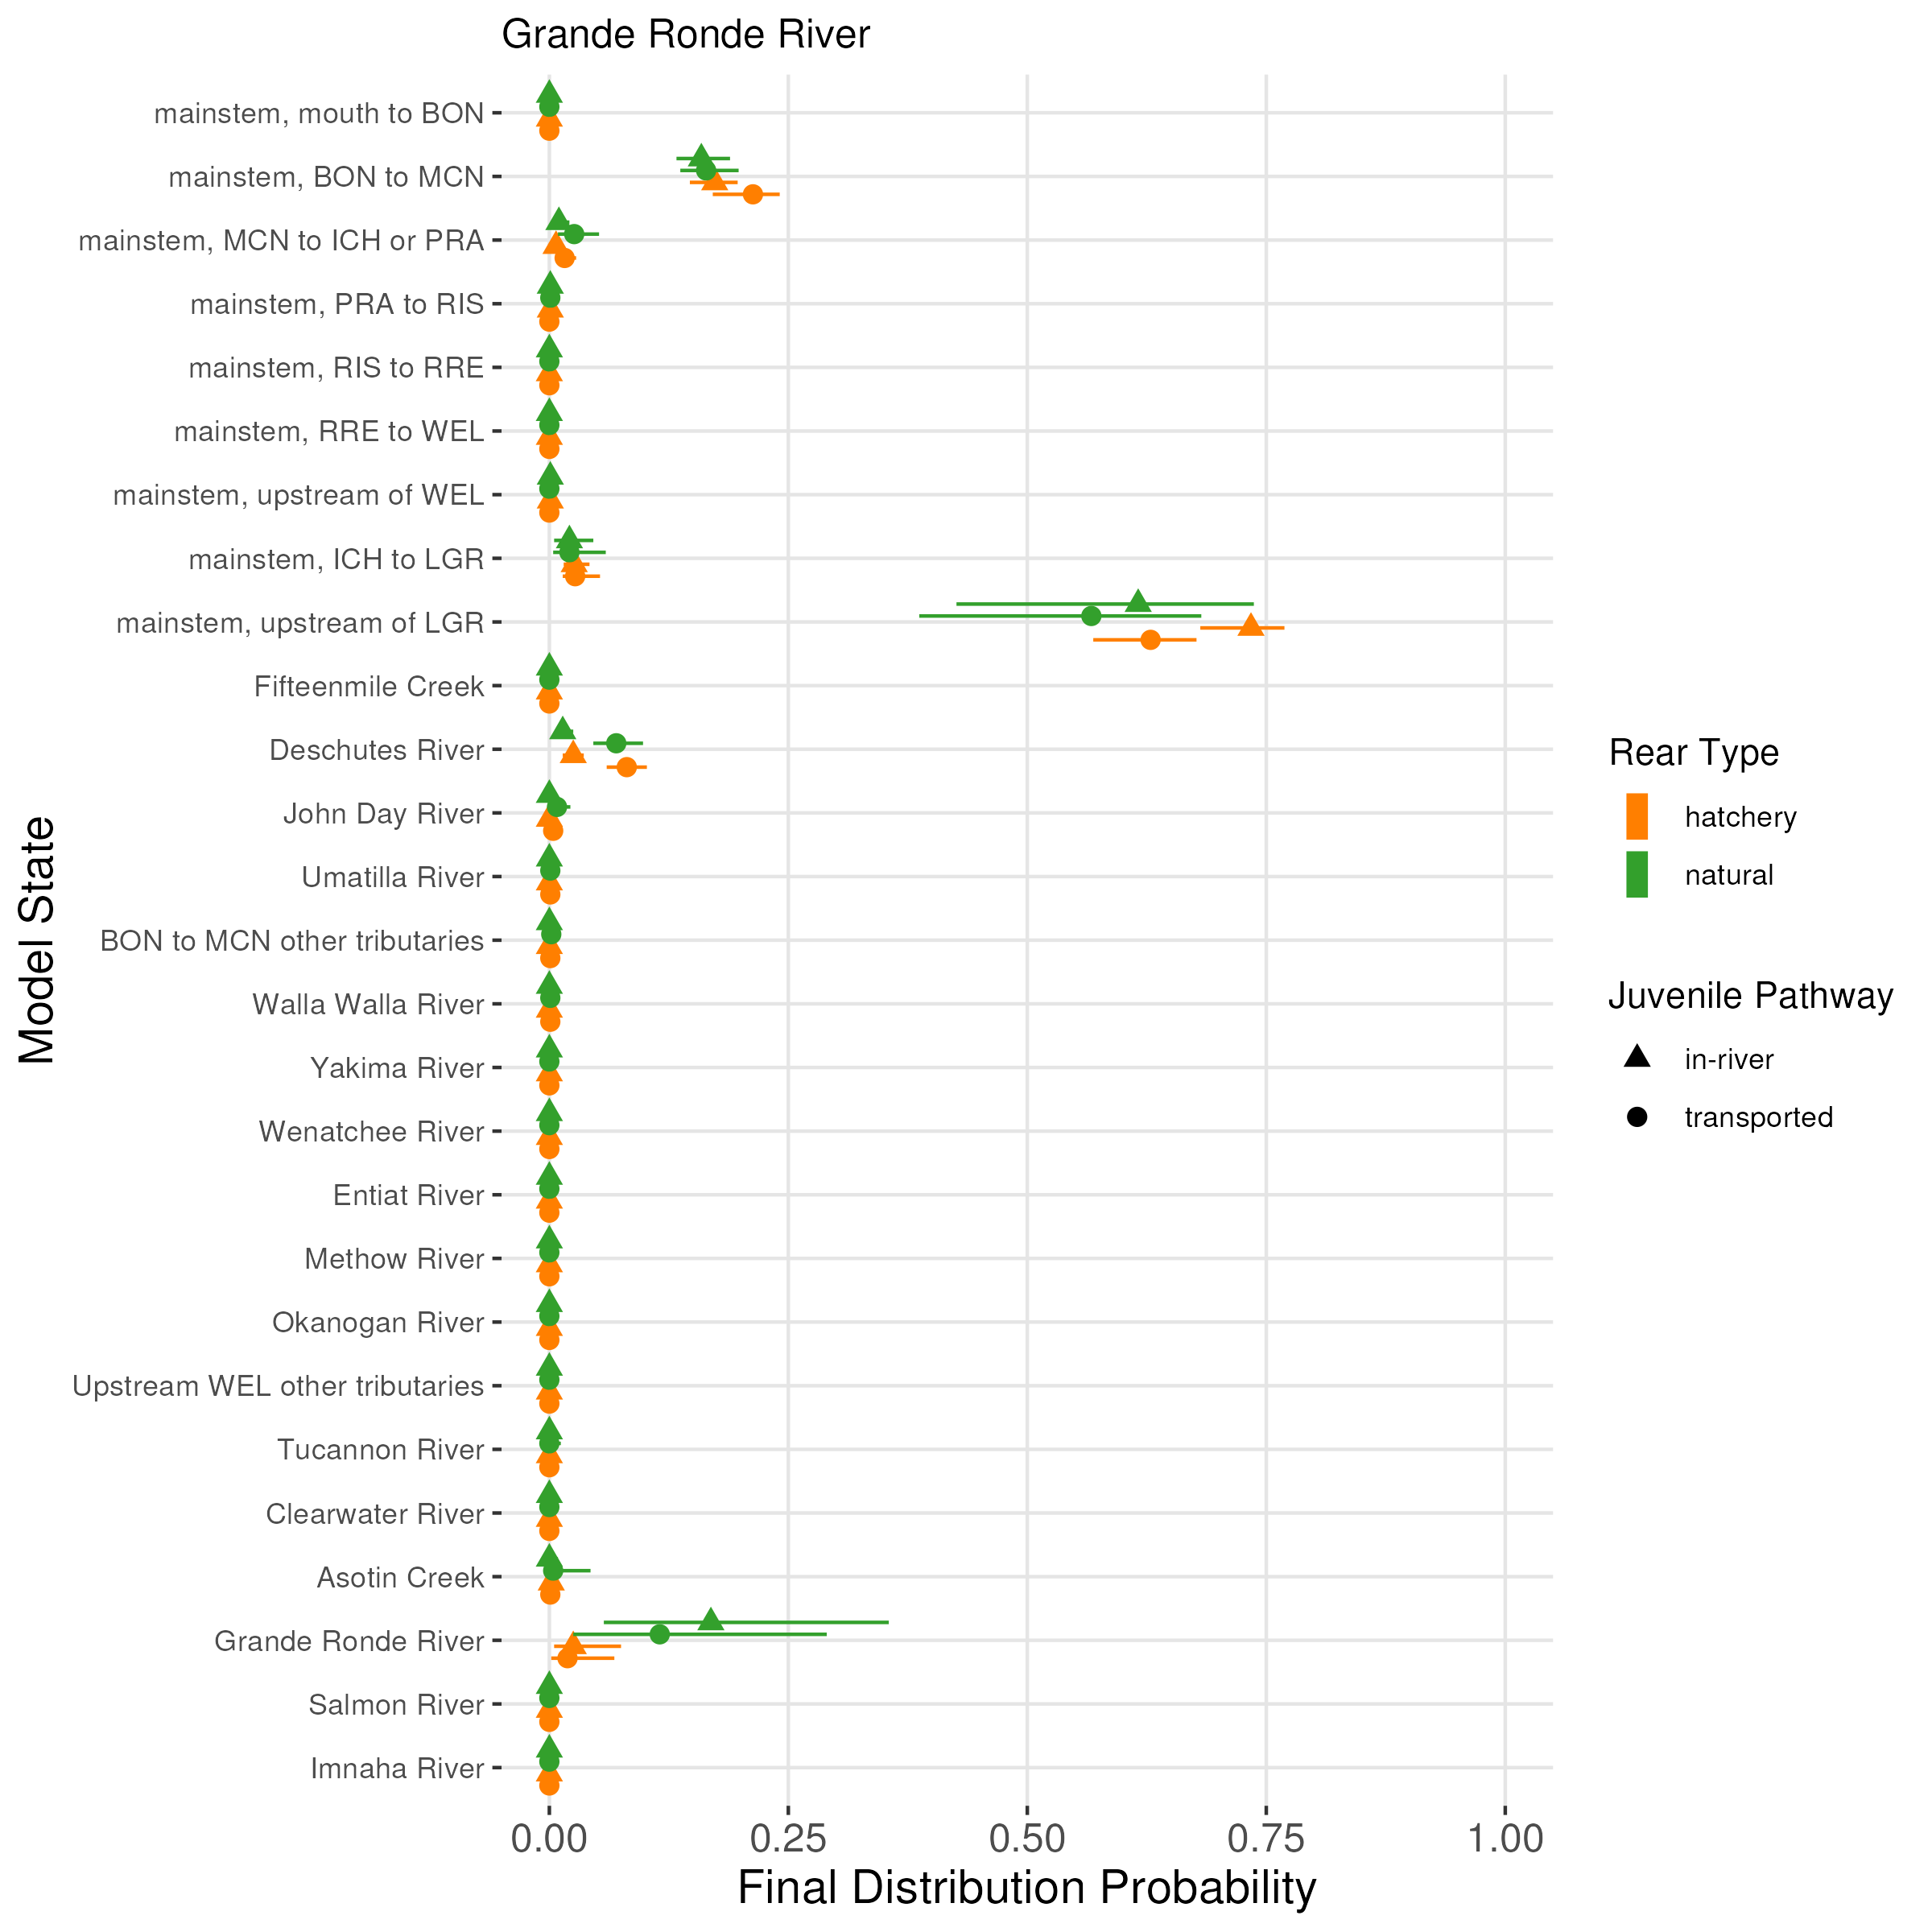 Grande Ronde River
mainstem, mouth to BON
mainstem, BON to MCN
mainstem, MCN to ICH or PRA
mainstem, PRA to RIS
mainstem, RIS to RRE
mainstem, RRE to WEL
mainstem, upstream of WEL
mainstem, ICH to LGR
mainstem, upstream of LGR
Fifteenmile Creek
Deschutes River
John Day River
Umatilla River
BON to MCN other tributaries
Walla Walla River
Yakima River
Wenatchee River
Entiat River
Methow River
Okanogan River
Upstream WEL other tributaries
Tucannon River
Clearwater River
Asotin Creek
Grande Ronde River
Salmon River
Imnaha River
Model State
0.00 0.25 0.50 0.75 1.00
Final Distribution Probability
Rear Type
hatchery
natural
Juvenile Pathway
in-river
transported